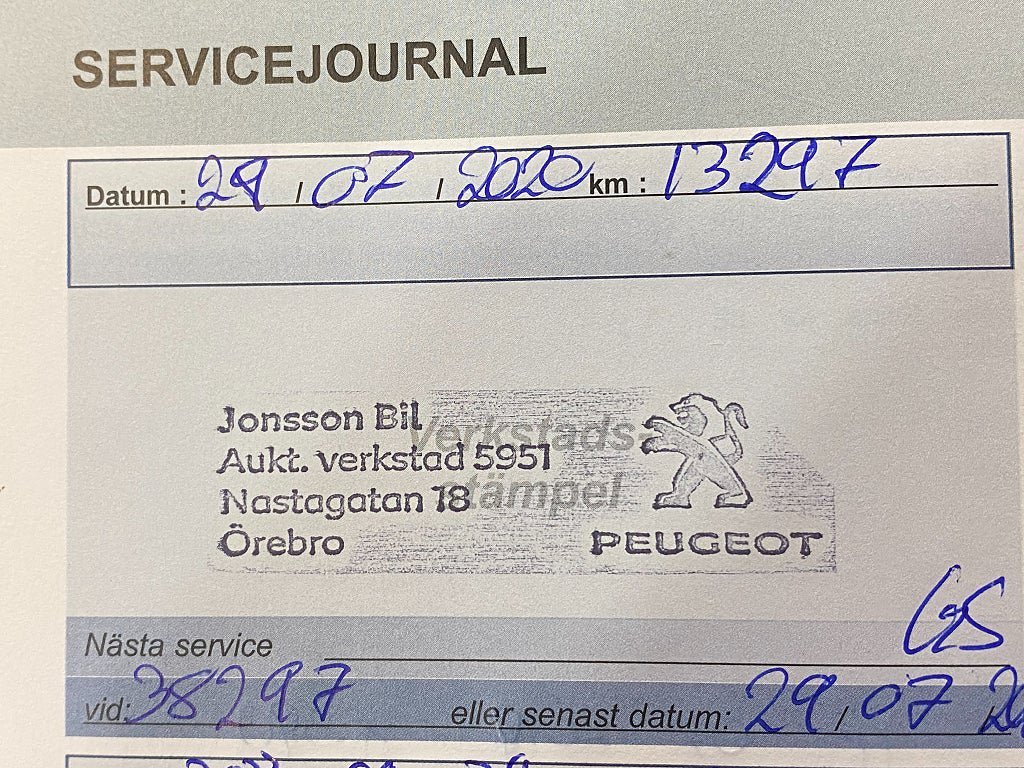 SERVICEJOURNAL
Datum : 29 / 07 / 2020 km : 13297
Verkstads-
stämpel
Jonsson Bil
Aukt. verkstad 5951
Nastagatan 18
Örebro
PEUGEOT
GS
Nästa service
vid: 38297 eller senast datum: 29 / 07 /